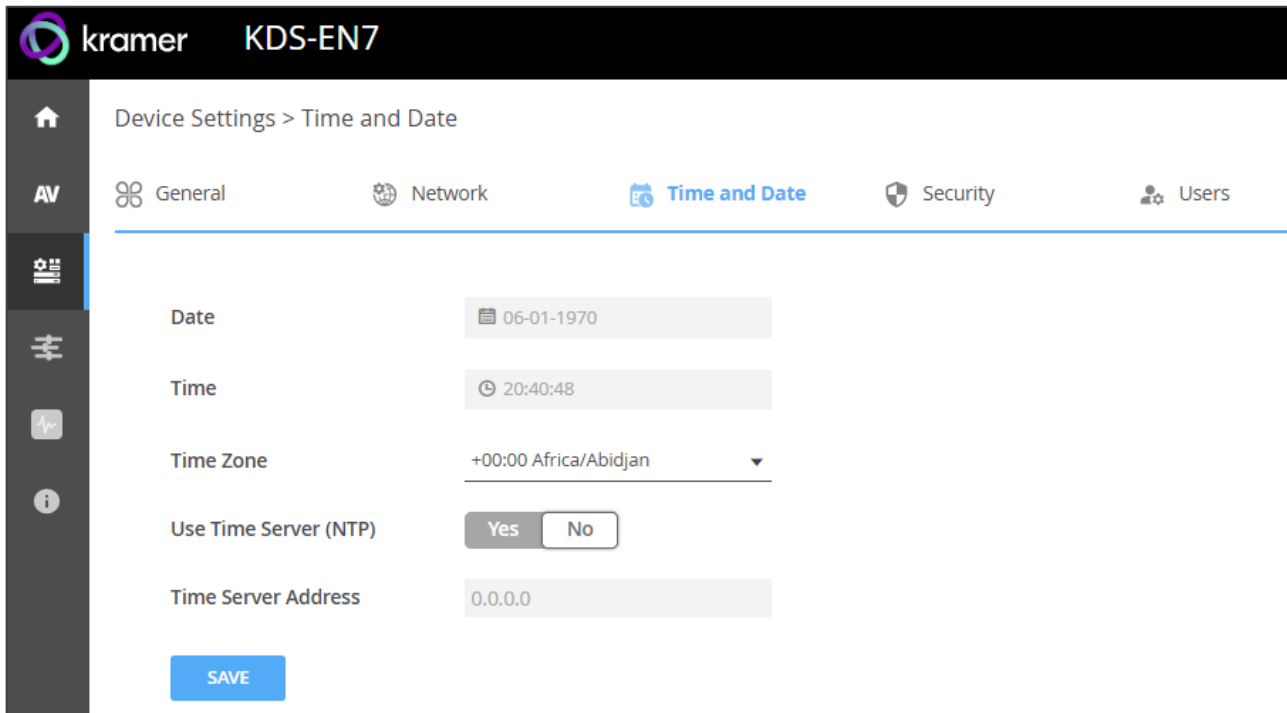 kramer KDS-EN7
Device Settings > Time and Date
AV General Network Time and Date Security Users
Date 06-01-1970
Time 20:40:48
Time Zone +00:00 Africa/Abidjan
Use Time Server (NTP) Yes No
Time Server Address 0.0.0.0
SAVE